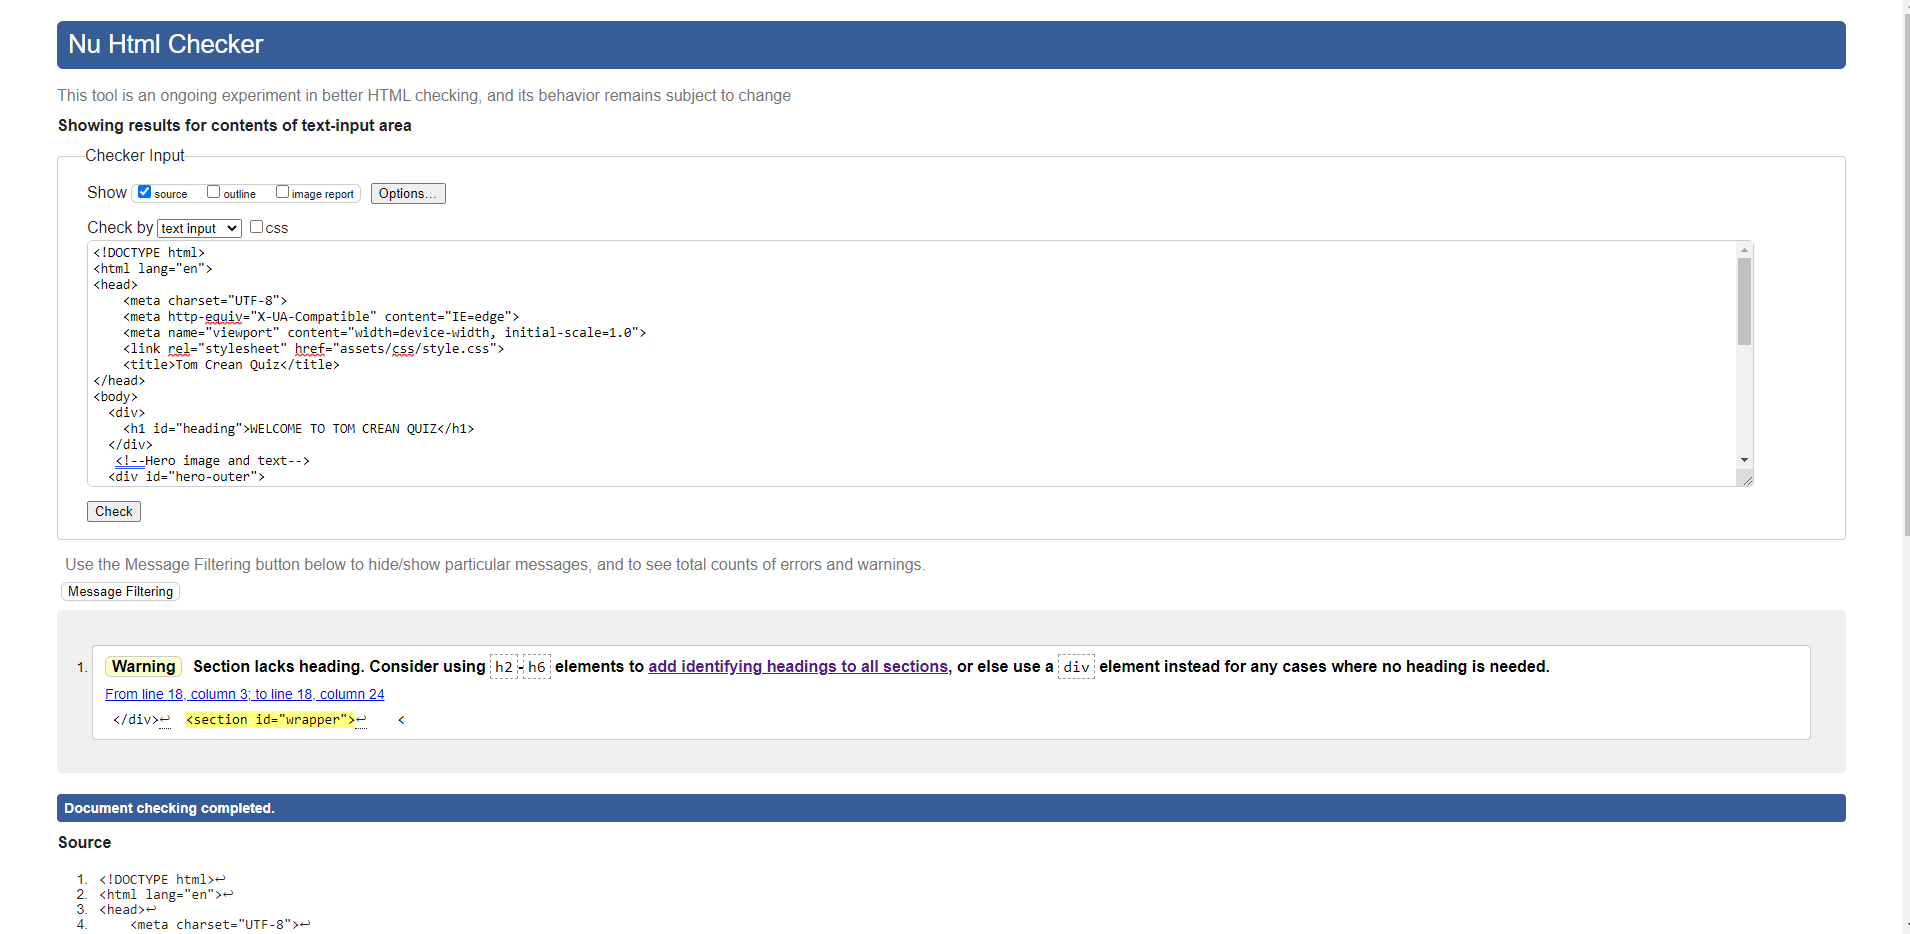 Nu Html Checker
This tool is an ongoing experiment in better HTML checking, and its behavior remains subject to change
Showing results for contents of text-input area
Checker Input
Show source outline image report Options...
Check by text input css
<!DOCTYPE html>
<html lang="en">
<head>
    <meta charset="UTF-8">
    <meta http-equiv="X-UA-Compatible" content="IE=edge">
    <meta name="viewport" content="width=device-width, initial-scale=1.0">
    <link rel="stylesheet" href="assets/css/style.css">
    <title>Tom Crean Quiz</title>
</head>
<body>
  <div>
    <h1 id="heading">WELCOME TO TOM CREAN QUIZ</h1>
  </div>
   <!--Hero image and text-->
  <div id="hero-outer">
Check
Use the Message Filtering button below to hide/show particular messages, and to see total counts of errors and warnings.
Message Filtering
1. Warning Section lacks heading. Consider using h2-h6 elements to add identifying headings to all sections, or else use a div element instead for any cases where no heading is needed.
From line 18, column 3; to line 18, column 24
</div>↩  <section id="wrapper">↩    <
Document checking completed.
Source
1. <!DOCTYPE html>↩
2. <html lang="en">↩
3. <head>↩
4.     <meta charset="UTF-8">↩